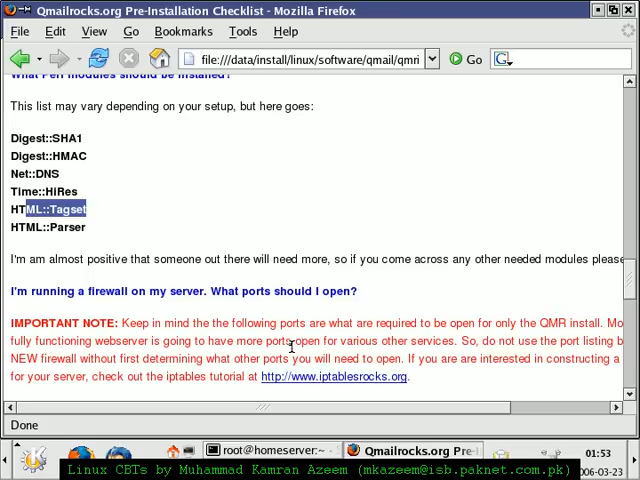 Qmailrocks.org Pre-Installation Checklist - Mozilla Firefox
File Edit View Go Bookmarks Tools Help
file:///data/install/linux/software/qmail/qmri Go G
What Perl modules should be installed?
This list may vary depending on your setup, but here goes:
Digest::SHA1
Digest::HMAC
Net::DNS
Time::HiRes
HTML::Tagset
HTML::Parser
I'm am almost positive that someone out there will need more, so if you come across any other needed modules please
I'm running a firewall on my server. What ports should I open?
IMPORTANT NOTE: Keep in mind the the following ports are what are required to be open for only the QMR install. Mo
fully functioning webserver is going to have more ports open for various other services. So, do not use the port listing b
NEW firewall without first determining what other ports you will need to open. If you are are interested in constructing a
for your server, check out the iptables tutorial at http://www.iptablesrocks.org.
Done
root@homeserver:~ Qmailrocks.org Pre-I 01:53
Linux CBTs by Muhammad Kamran Azeem (mkazeem@isb.paknet.com.pk) 2006-03-23